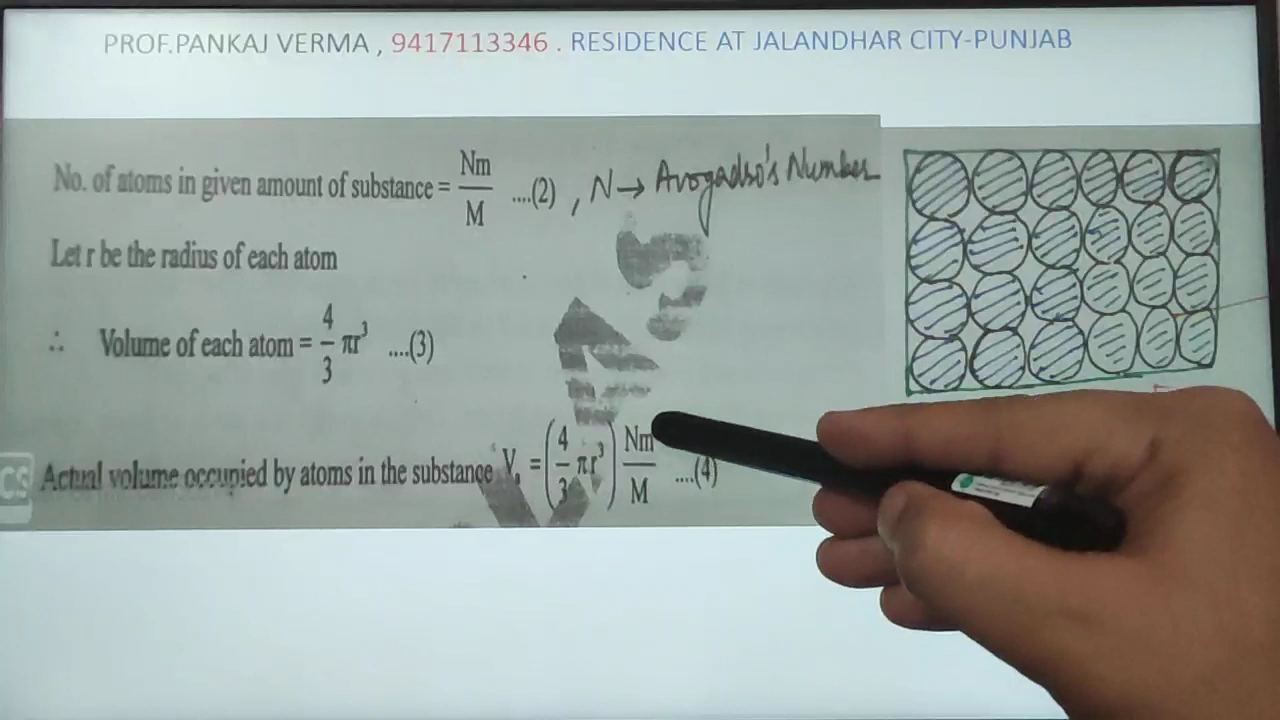 PROF.PANKAJ VERMA , 9417113346 . RESIDENCE AT JALANDHAR CITY-PUNJAB
No. of atoms in given amount of substance = Nm/M ....(2) , N → Avogadro's Number
Let r be the radius of each atom
∴ Volume of each atom = 4/3 πr³ ....(3)
Actual volume occupied by atoms in the substance Vₐ = (4/3 πr³) Nm/M ....(4)
CS